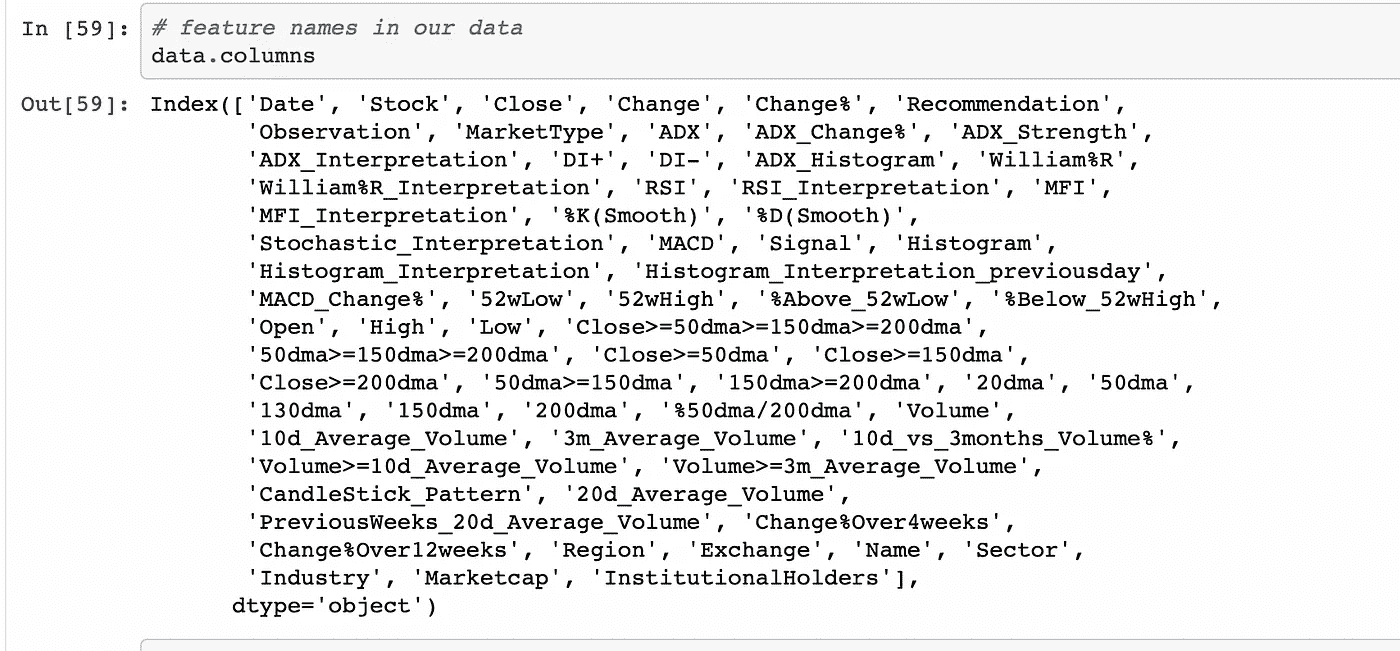 In [59]: # feature names in our data
data.columns
Out[59]: Index(['Date', 'Stock', 'Close', 'Change', 'Change%', 'Recommendation',
'Observation', 'MarketType', 'ADX', 'ADX_Change%', 'ADX_Strength',
'ADX_Interpretation', 'DI+', 'DI-', 'ADX_Histogram', 'William%R',
'William%R_Interpretation', 'RSI', 'RSI_Interpretation', 'MFI',
'MFI_Interpretation', '%K(Smooth)', '%D(Smooth)',
'Stochastic_Interpretation', 'MACD', 'Signal', 'Histogram',
'Histogram_Interpretation', 'Histogram_Interpretation_previousday',
'MACD_Change%', '52wLow', '52wHigh', '%Above_52wLow', '%Below_52wHigh',
'Open', 'High', 'Low', 'Close>=50dma>=150dma>=200dma',
'50dma>=150dma>=200dma', 'Close>=50dma', 'Close>=150dma',
'Close>=200dma', '50dma>=150dma', '150dma>=200dma', '20dma', '50dma',
'130dma', '150dma', '200dma', '%50dma/200dma', 'Volume',
'10d_Average_Volume', '3m_Average_Volume', '10d_vs_3months_Volume%',
'Volume>=10d_Average_Volume', 'Volume>=3m_Average_Volume',
'CandleStick_Pattern', '20d_Average_Volume',
'PreviousWeeks_20d_Average_Volume', 'Change%Over4weeks',
'Change%Over12weeks', 'Region', 'Exchange', 'Name', 'Sector',
'Industry', 'Marketcap', 'InstitutionalHolders'],
dtype='object')